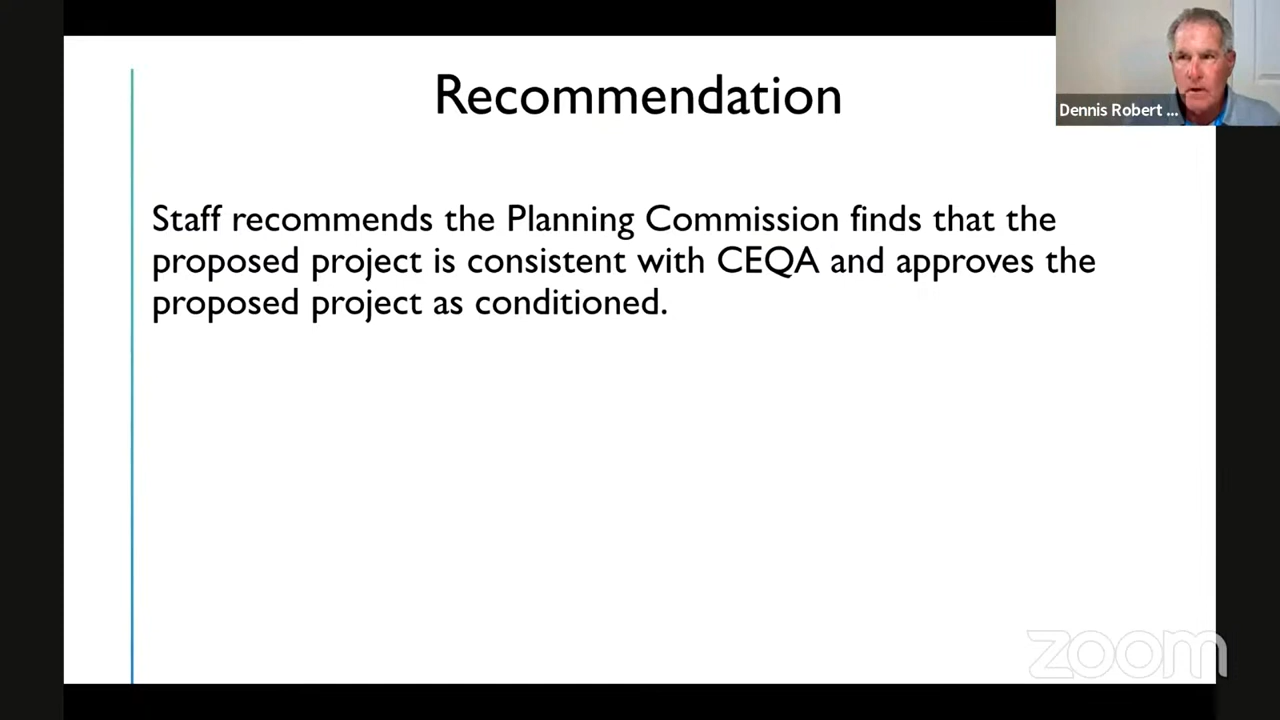 Recommendation
Dennis Robert ...
Staff recommends the Planning Commission finds that the
proposed project is consistent with CEQA and approves the
proposed project as conditioned.
zoom